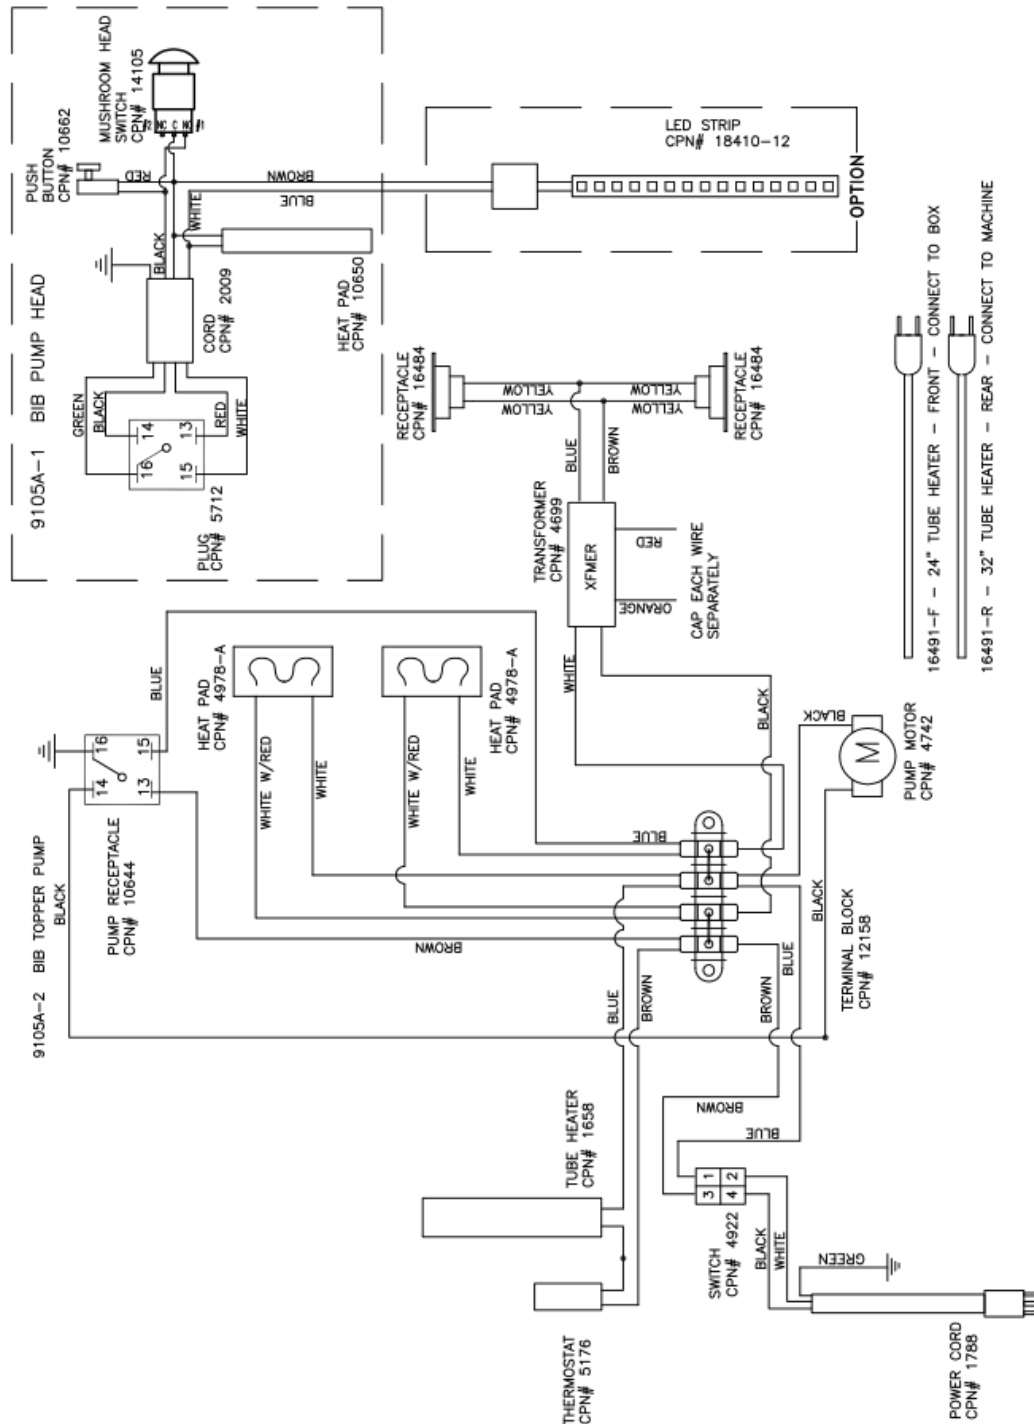 9105A-2 BIB TOPPER PUMP
BLACK
PUMP RECEPTACLE
CPN# 10644
14
16
13
15
BLUE
BROWN
HEAT PAD
CPN# 4978-A
WHITE W/RED
WHITE
HEAT PAD
CPN# 4978-A
WHITE W/RED
WHITE
BLUE
9105A-1 BIB PUMP HEAD
PLUG
CPN# 5712
16
14
15
13
GREEN
BLACK
RED
WHITE
CORD
CPN# 2009
BLACK
WHITE
PUSH
BUTTON
CPN# 10662
RED
MUSHROOM HEAD
SWITCH
CPN# 14105
#2 NC C NO #1
HEAT PAD
CPN# 10650
BROWN
BLUE
LED STRIP
CPN# 18410-12
OPTION
RECEPTACLE
CPN# 16484
YELLOW
YELLOW
YELLOW
YELLOW
RECEPTACLE
CPN# 16484
BLUE
BROWN
TRANSFORMER
CPN# 4699
XFMER
RED
ORANGE
CAP EACH WIRE
SEPARATELY
WHITE
BLACK
BLACK
M
PUMP MOTOR
CPN# 4742
BLACK
TERMINAL BLOCK
CPN# 12158
BLUE
BROWN
BROWN
BLUE
THERMOSTAT
CPN# 5176
TUBE HEATER
CPN# 1658
BROWN
BLUE
SWITCH
CPN# 4922
3 1
4 2
BLACK
WHITE
GREEN
POWER CORD
CPN# 1788
16491-F - 24" TUBE HEATER - FRONT - CONNECT TO BOX
16491-R - 32" TUBE HEATER - REAR - CONNECT TO MACHINE